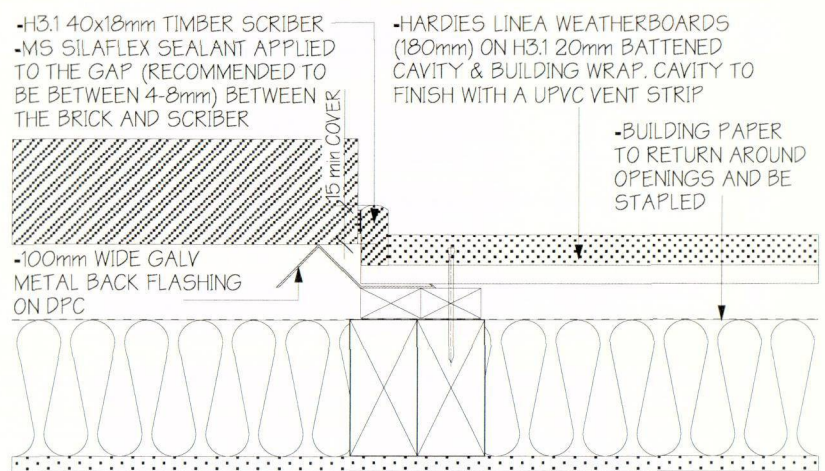 -H3.1 40x18mm TIMBER SCRIBER
-MS SILAFLEX SEALANT APPLIED
TO THE GAP (RECOMMENDED TO
BE BETWEEN 4-8mm) BETWEEN
THE BRICK AND SCRIBER
15 min COVER
-HARDIES LINEA WEATHERBOARDS
(180mm) ON H3.1 20mm BATTENED
CAVITY & BUILDING WRAP. CAVITY TO
FINISH WITH A UPVC VENT STRIP
-BUILDING PAPER
TO RETURN AROUND
OPENINGS AND BE
STAPLED
-100mm WIDE GALV
METAL BACK FLASHING
ON DPC